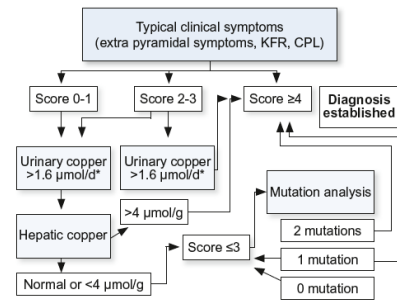 Typical clinical symptoms
(extra pyramidal symptoms, KFR, CPL)
Score 0-1
Score 2-3
Score ≥4
Diagnosis
established
Urinary copper
>1.6 µmol/d*
Urinary copper
>1.6 µmol/d*
Mutation analysis
>4 µmol/g
Hepatic copper
2 mutations
Score ≤3
1 mutation
Normal or <4 µmol/g
0 mutation